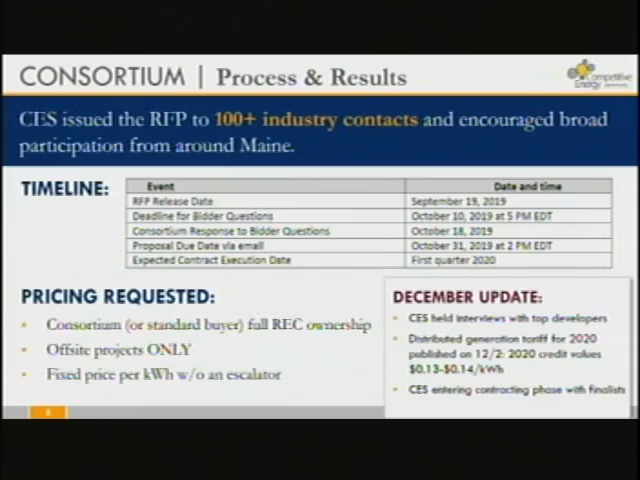 CONSORTIUM | Process & Results
Competitive
Energy
CES issued the RFP to 100+ industry contacts and encouraged broad
participation from around Maine.
TIMELINE:
Event Date and time
RFP Release Date September 19, 2019
Deadline for Bidder Questions October 10, 2019 at 5 PM EDT
Consortium Response to Bidder Questions October 18, 2019
Proposal Due Date via email October 31, 2019 at 2 PM EDT
Expected Contract Execution Date First quarter 2020
PRICING REQUESTED:
• Consortium (or standard buyer) full REC ownership
• Offsite projects ONLY
• Fixed price per kWh w/o an escalator
DECEMBER UPDATE:
• CES held interviews with top developers
• Distributed generation tariff for 2020
published on 12/2: 2020 credit values
$0.13-$0.14/kWh
• CES entering contracting phase with finalists